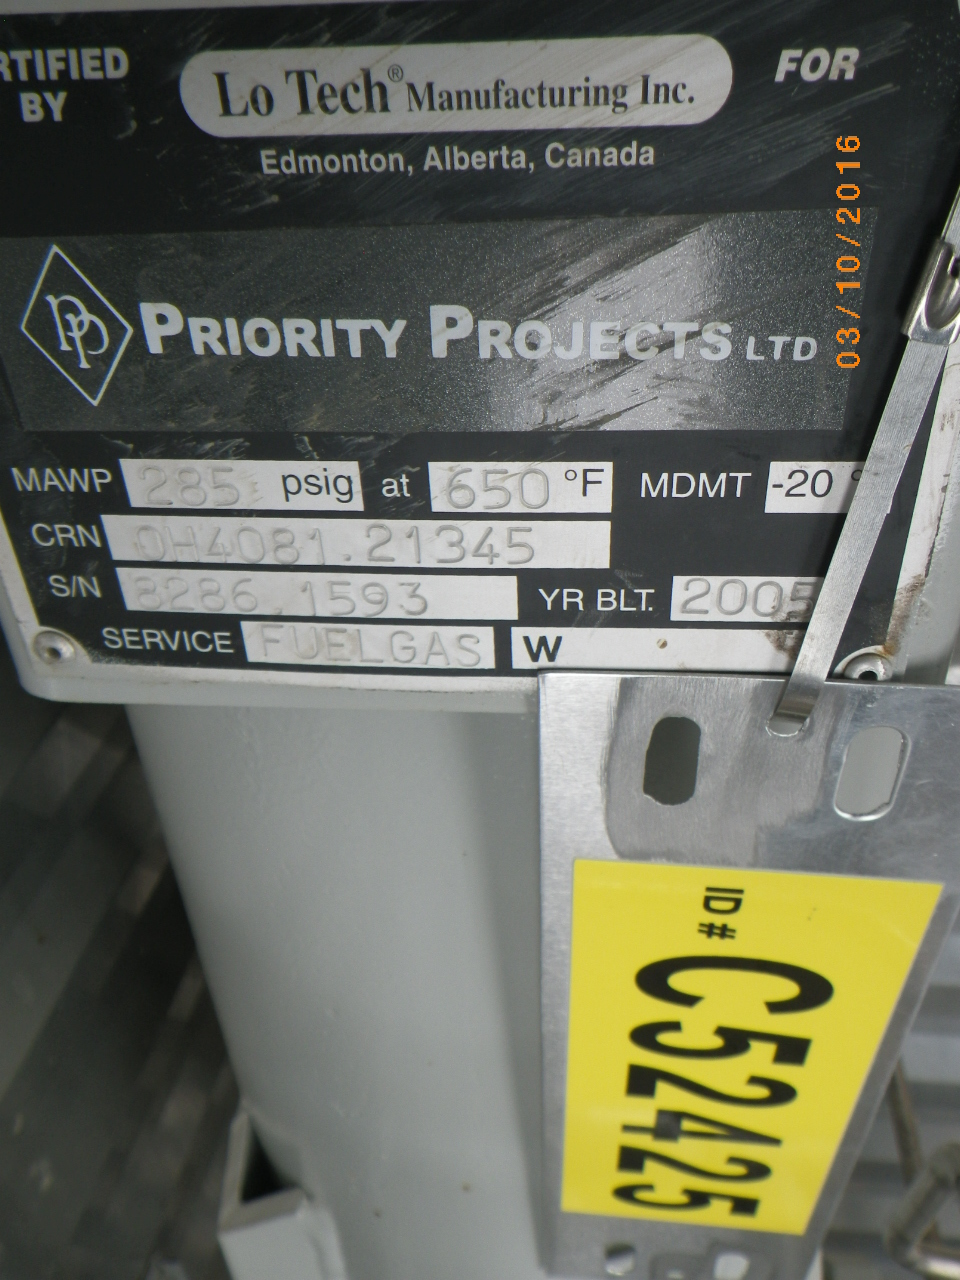 RTIFIED
BY
Lo Tech® Manufacturing Inc.
FOR
Edmonton, Alberta, Canada
PP PRIORITY PROJECTS LTD
MAWP 285 psig at 650 °F MDMT -20 °
CRN 0H4081.21345
S/N 8286.1593 YR BLT. 2005
SERVICE FUELGAS W
ID #
C52425
03/10/2016